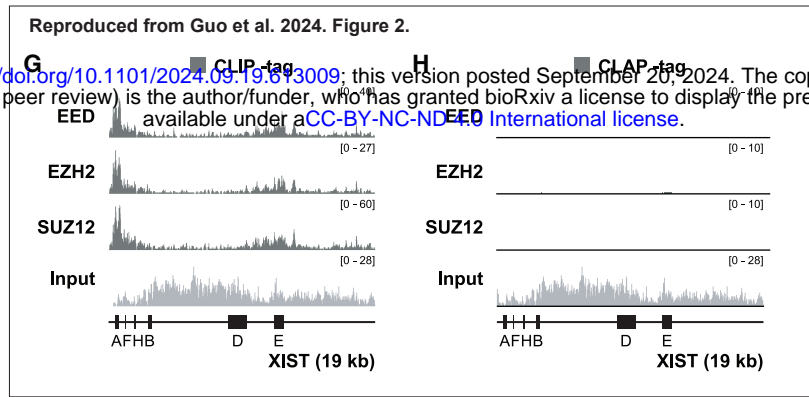 Reproduced from Guo et al. 2024. Figure 2.
G CLIP -tag H CLAP -tag
/doi.org/10.1101/2024.09.19.613009; this version posted September 20, 2024. The cop
peer review) is the author/funder, who has granted bioRxiv a license to display the pre
available under aCC-BY-NC-ND 4.0 International license.
EED [0 - 40] EED [0 - 10]
EZH2 [0 - 27] EZH2 [0 - 10]
SUZ12 [0 - 60] SUZ12 [0 - 10]
Input [0 - 28] Input [0 - 28]
AFHB D E AFHB D E
XIST (19 kb) XIST (19 kb)